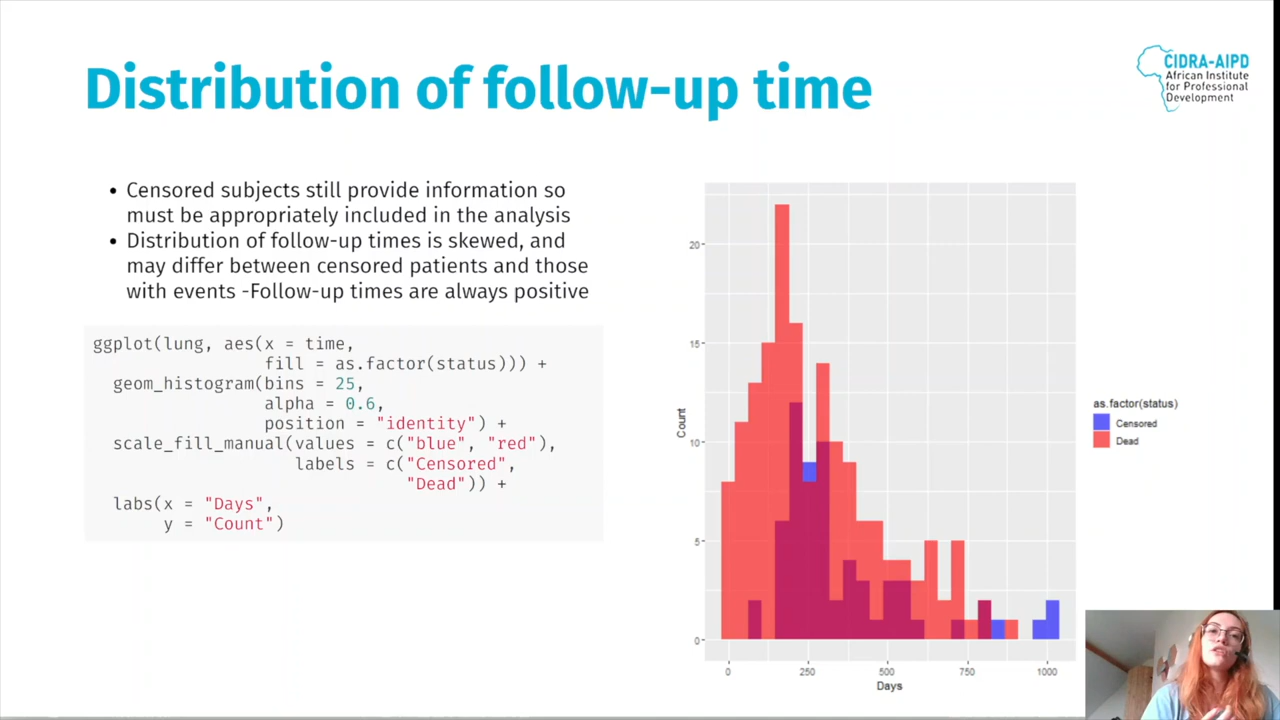 Distribution of follow-up time
CIDRA-AIPD
African Institute
for Professional
Development
• Censored subjects still provide information so
must be appropriately included in the analysis
• Distribution of follow-up times is skewed, and
may differ between censored patients and those
with events -Follow-up times are always positive
ggplot(lung, aes(x = time,
fill = as.factor(status))) +
geom_histogram(bins = 25,
alpha = 0.6,
position = "identity") +
scale_fill_manual(values = c("blue", "red"),
labels = c("Censored",
"Dead")) +
labs(x = "Days",
y = "Count")
20
15
10
5
0
Count
0 250 500 750 1000
Days
as.factor(status)
Censored
Dead